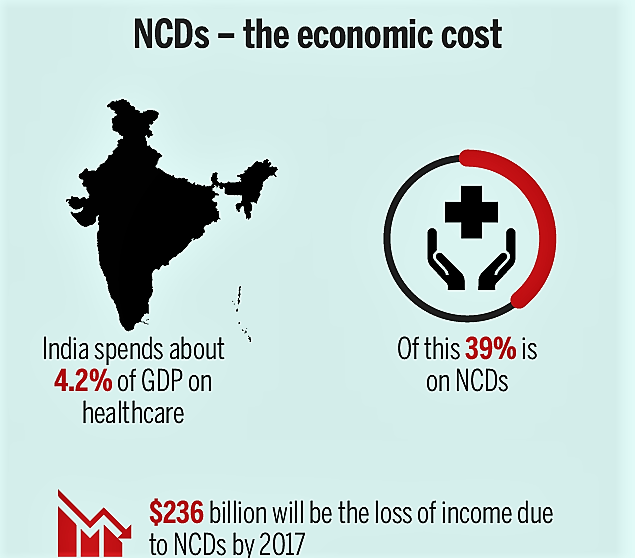 NCDs – the economic cost
India spends about
4.2% of GDP on
healthcare
Of this 39% is
on NCDs
$236 billion will be the loss of income due
to NCDs by 2017